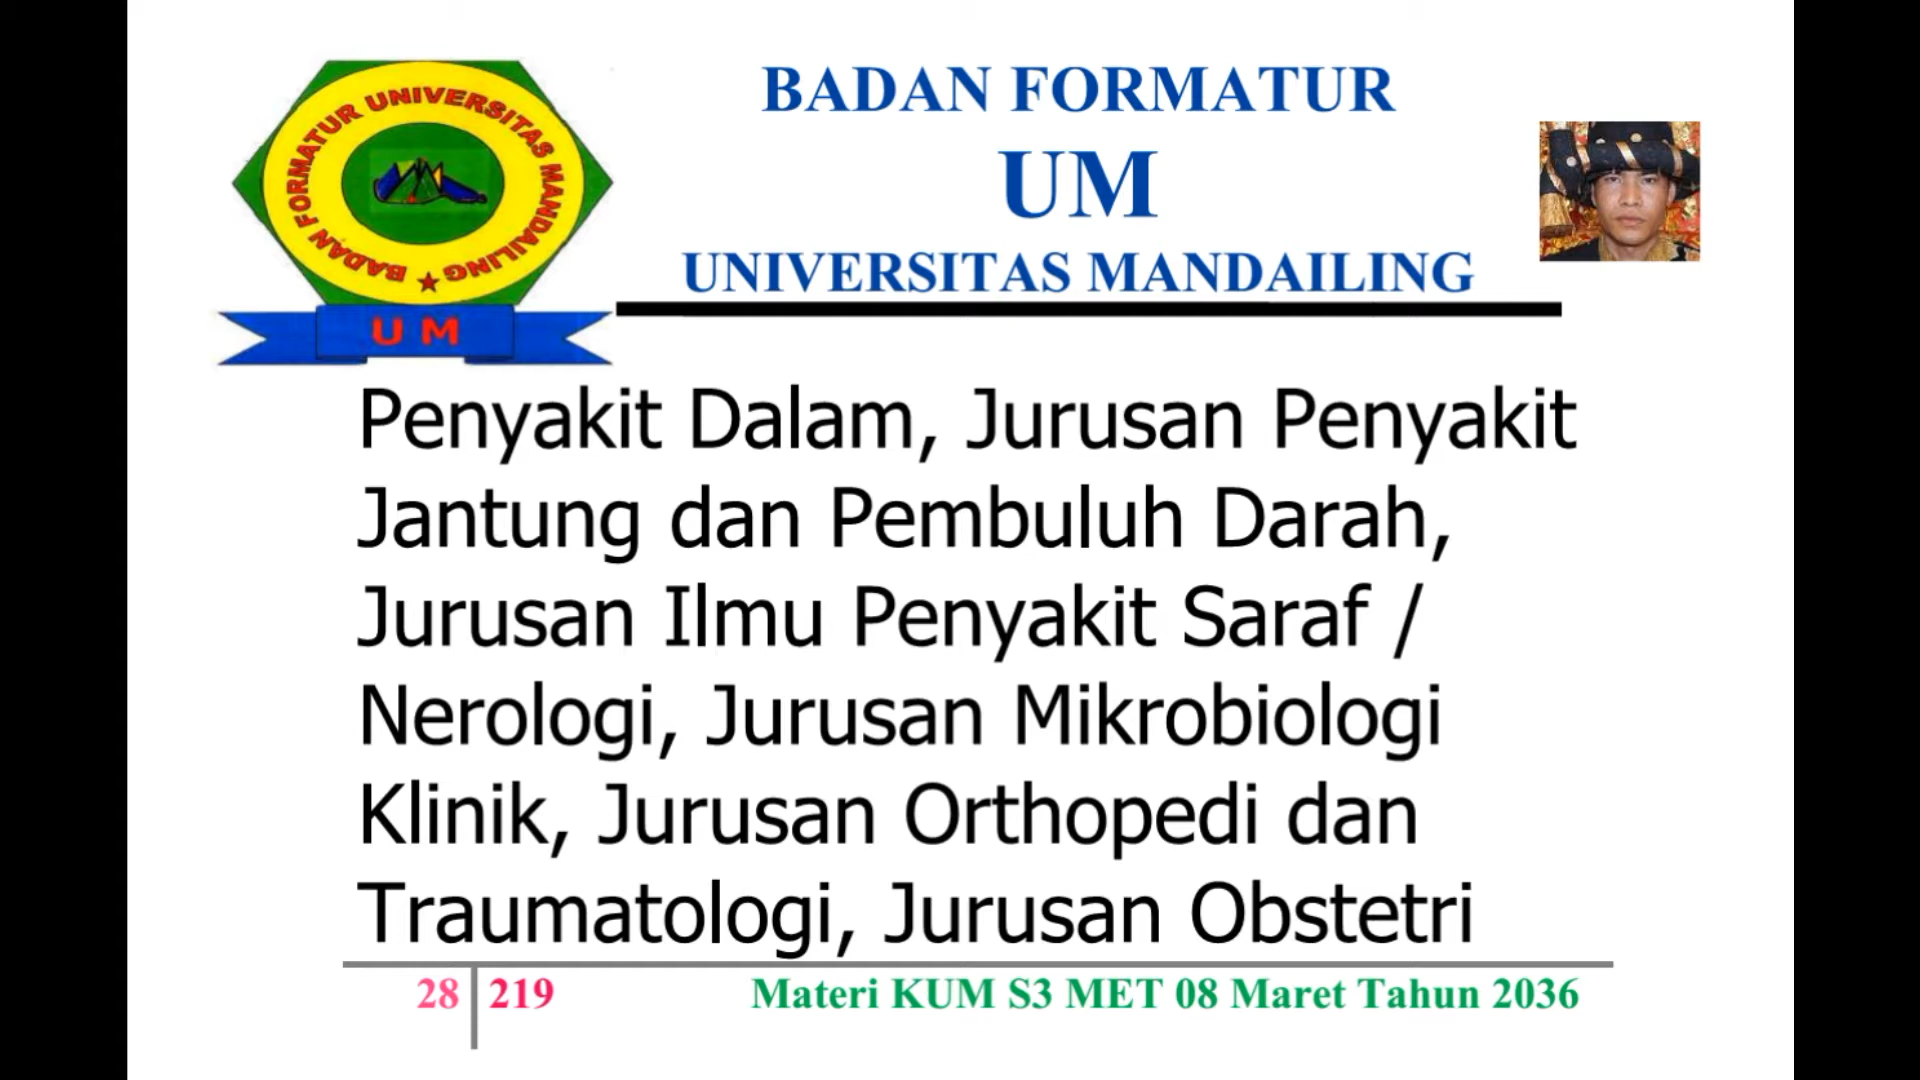 BADAN FORMATUR UNIVERSITAS MANDAILING
U M
BADAN FORMATUR
UM
UNIVERSITAS MANDAILING
Penyakit Dalam, Jurusan Penyakit
Jantung dan Pembuluh Darah,
Jurusan Ilmu Penyakit Saraf /
Nerologi, Jurusan Mikrobiologi
Klinik, Jurusan Orthopedi dan
Traumatologi, Jurusan Obstetri
28 219 Materi KUM S3 MET 08 Maret Tahun 2036